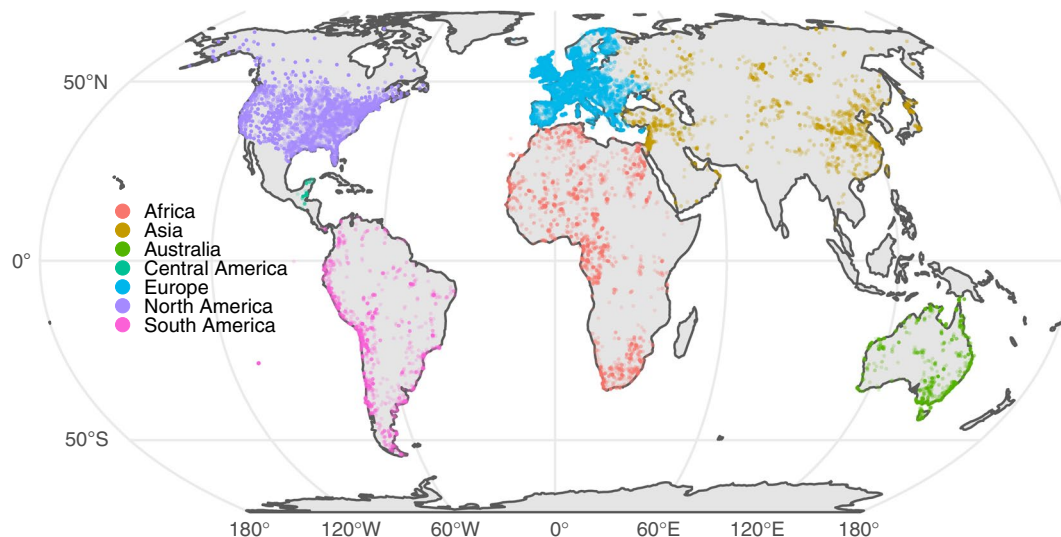 50°N
Africa
Asia
Australia
Central America
0°
Europe
North America
South America
50°S
180° 120°W 60°W 0° 60°E 120°E 180°